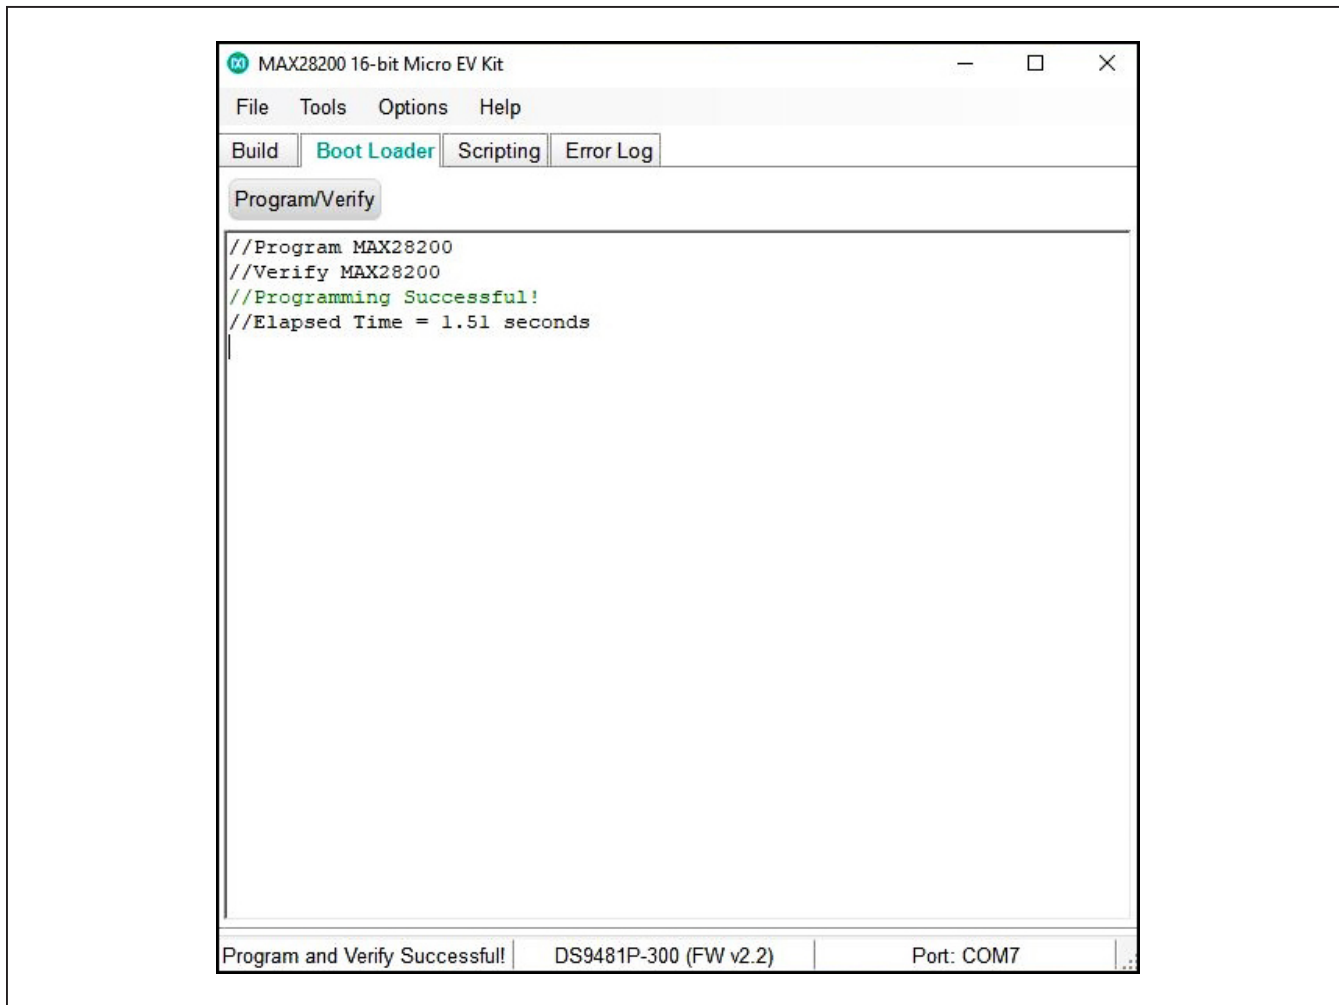 MAX28200 16-bit Micro EV Kit
File Tools Options Help
Build Boot Loader Scripting Error Log
Program/Verify
//Program MAX28200
//Verify MAX28200
//Programming Successful!
//Elapsed Time = 1.51 seconds
Program and Verify Successful! DS9481P-300 (FW v2.2) Port: COM7